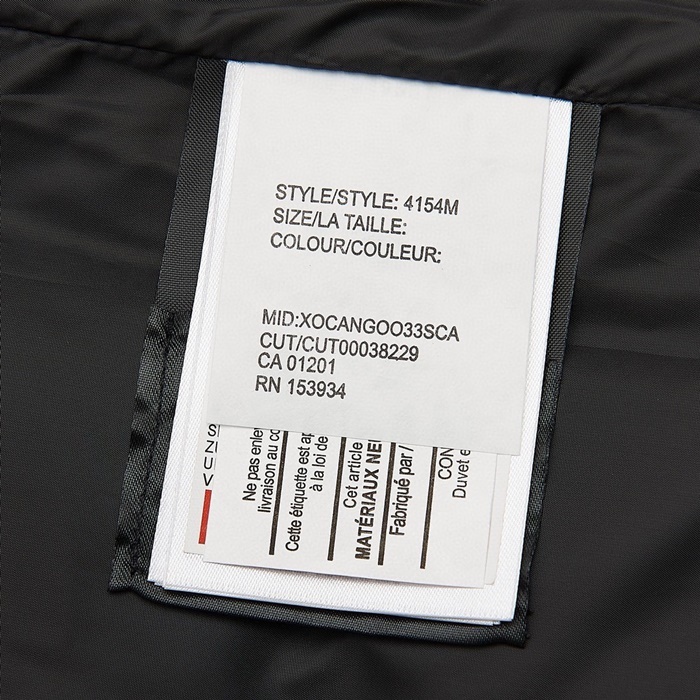 STYLE/STYLE: 4154M
SIZE/LA TAILLE:
COLOUR/COULEUR:
MID:XOCANGOO33SCA
CUT/CUT00038229
CA 01201
RN 153934
Ne pas enle
livraison au co
Cette étiquette est ap
à la loi de
Cet article
MATÉRIAUX NE
Fabriqué par /
CON
Duvet e